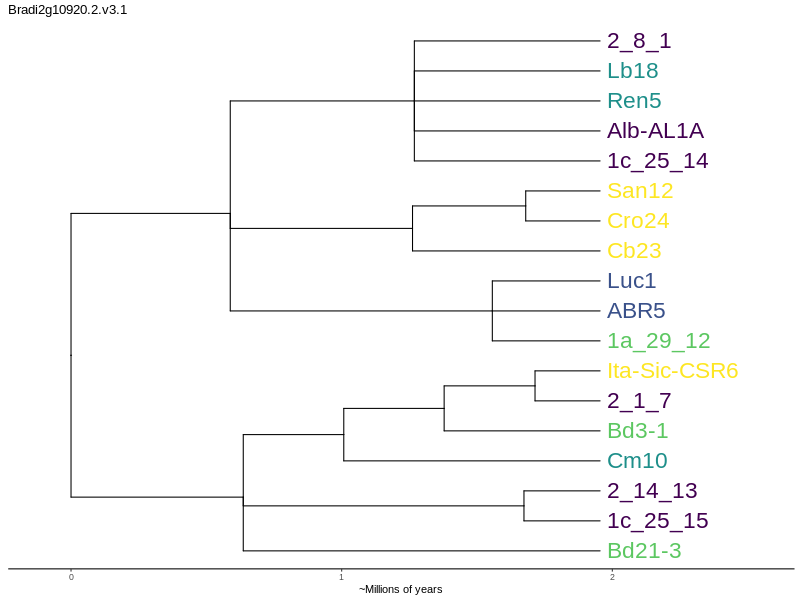 Bradi2g10920.2.v3.1
2_8_1
Lb18
Ren5
Alb-AL1A
1c_25_14
San12
Cro24
Cb23
Luc1
ABR5
1a_29_12
Ita-Sic-CSR6
2_1_7
Bd3-1
Cm10
2_14_13
1c_25_15
Bd21-3
0 1 2
~Millions of years